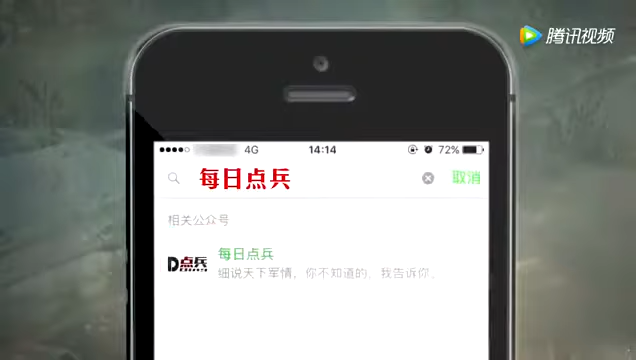 腾讯视频
4G 14:14 72%
每日点兵 取消
相关公众号
D点兵 每日点兵
细说天下军情，你不知道的，我告诉你。